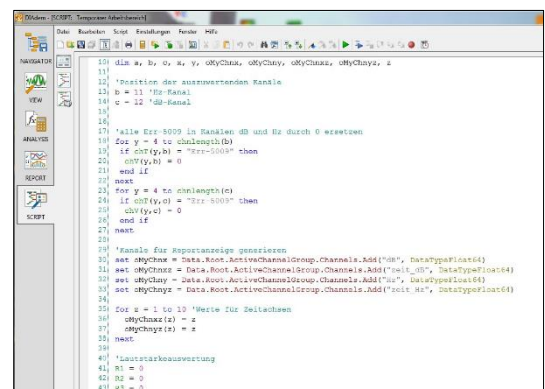 DIAdem - [SCRIPT: Temporärer Arbeitsbereich]
Datei Bearbeiten Script Einstellungen Fenster Hilfe
NAVIGATOR
VIEW
ANALYSIS
REPORT
SCRIPT
10 dim a, b, c, x, y, oMyChnx, oMyChny, oMyChnxz, oMyChnyz, z
11
12 'Position der auszuwertenden Kanäle
13 b = 11 'Hz-Kanal
14 c = 12 'dB-Kanal
15
16
17 'alle Err-5009 in Kanälen dB und Hz durch 0 ersetzen
18 for y = 4 to chnlength(b)
19 if chT(y,b) = "Err-5009" then
20 chV(y,b) = 0
21 end if
22 next
23 for y = 4 to chnlength(c)
24 if chT(y,c) = "Err-5009" then
25 chV(y,c) = 0
26 end if
27 next
28
29 'Kanäle für Reportanzeige generieren
30 set oMyChnx = Data.Root.ActiveChannelGroup.Channels.Add("dB", DataTypeFloat64)
31 set oMyChnxz = Data.Root.ActiveChannelGroup.Channels.Add("zeit_dB", DataTypeFloat64)
32 set oMyChny = Data.Root.ActiveChannelGroup.Channels.Add("Hz", DataTypeFloat64)
33 set oMyChnyz = Data.Root.ActiveChannelGroup.Channels.Add("zeit_Hz", DataTypeFloat64)
34
35 for z = 1 to 10 'Werte für Zeitachsen
36 oMyChnxz(z) = z
37 oMyChnyz(z) = z
38 next
39
40 'Lautstärkeauswertung
41 R1 = 0
42 R2 = 0
43 R3 = 0